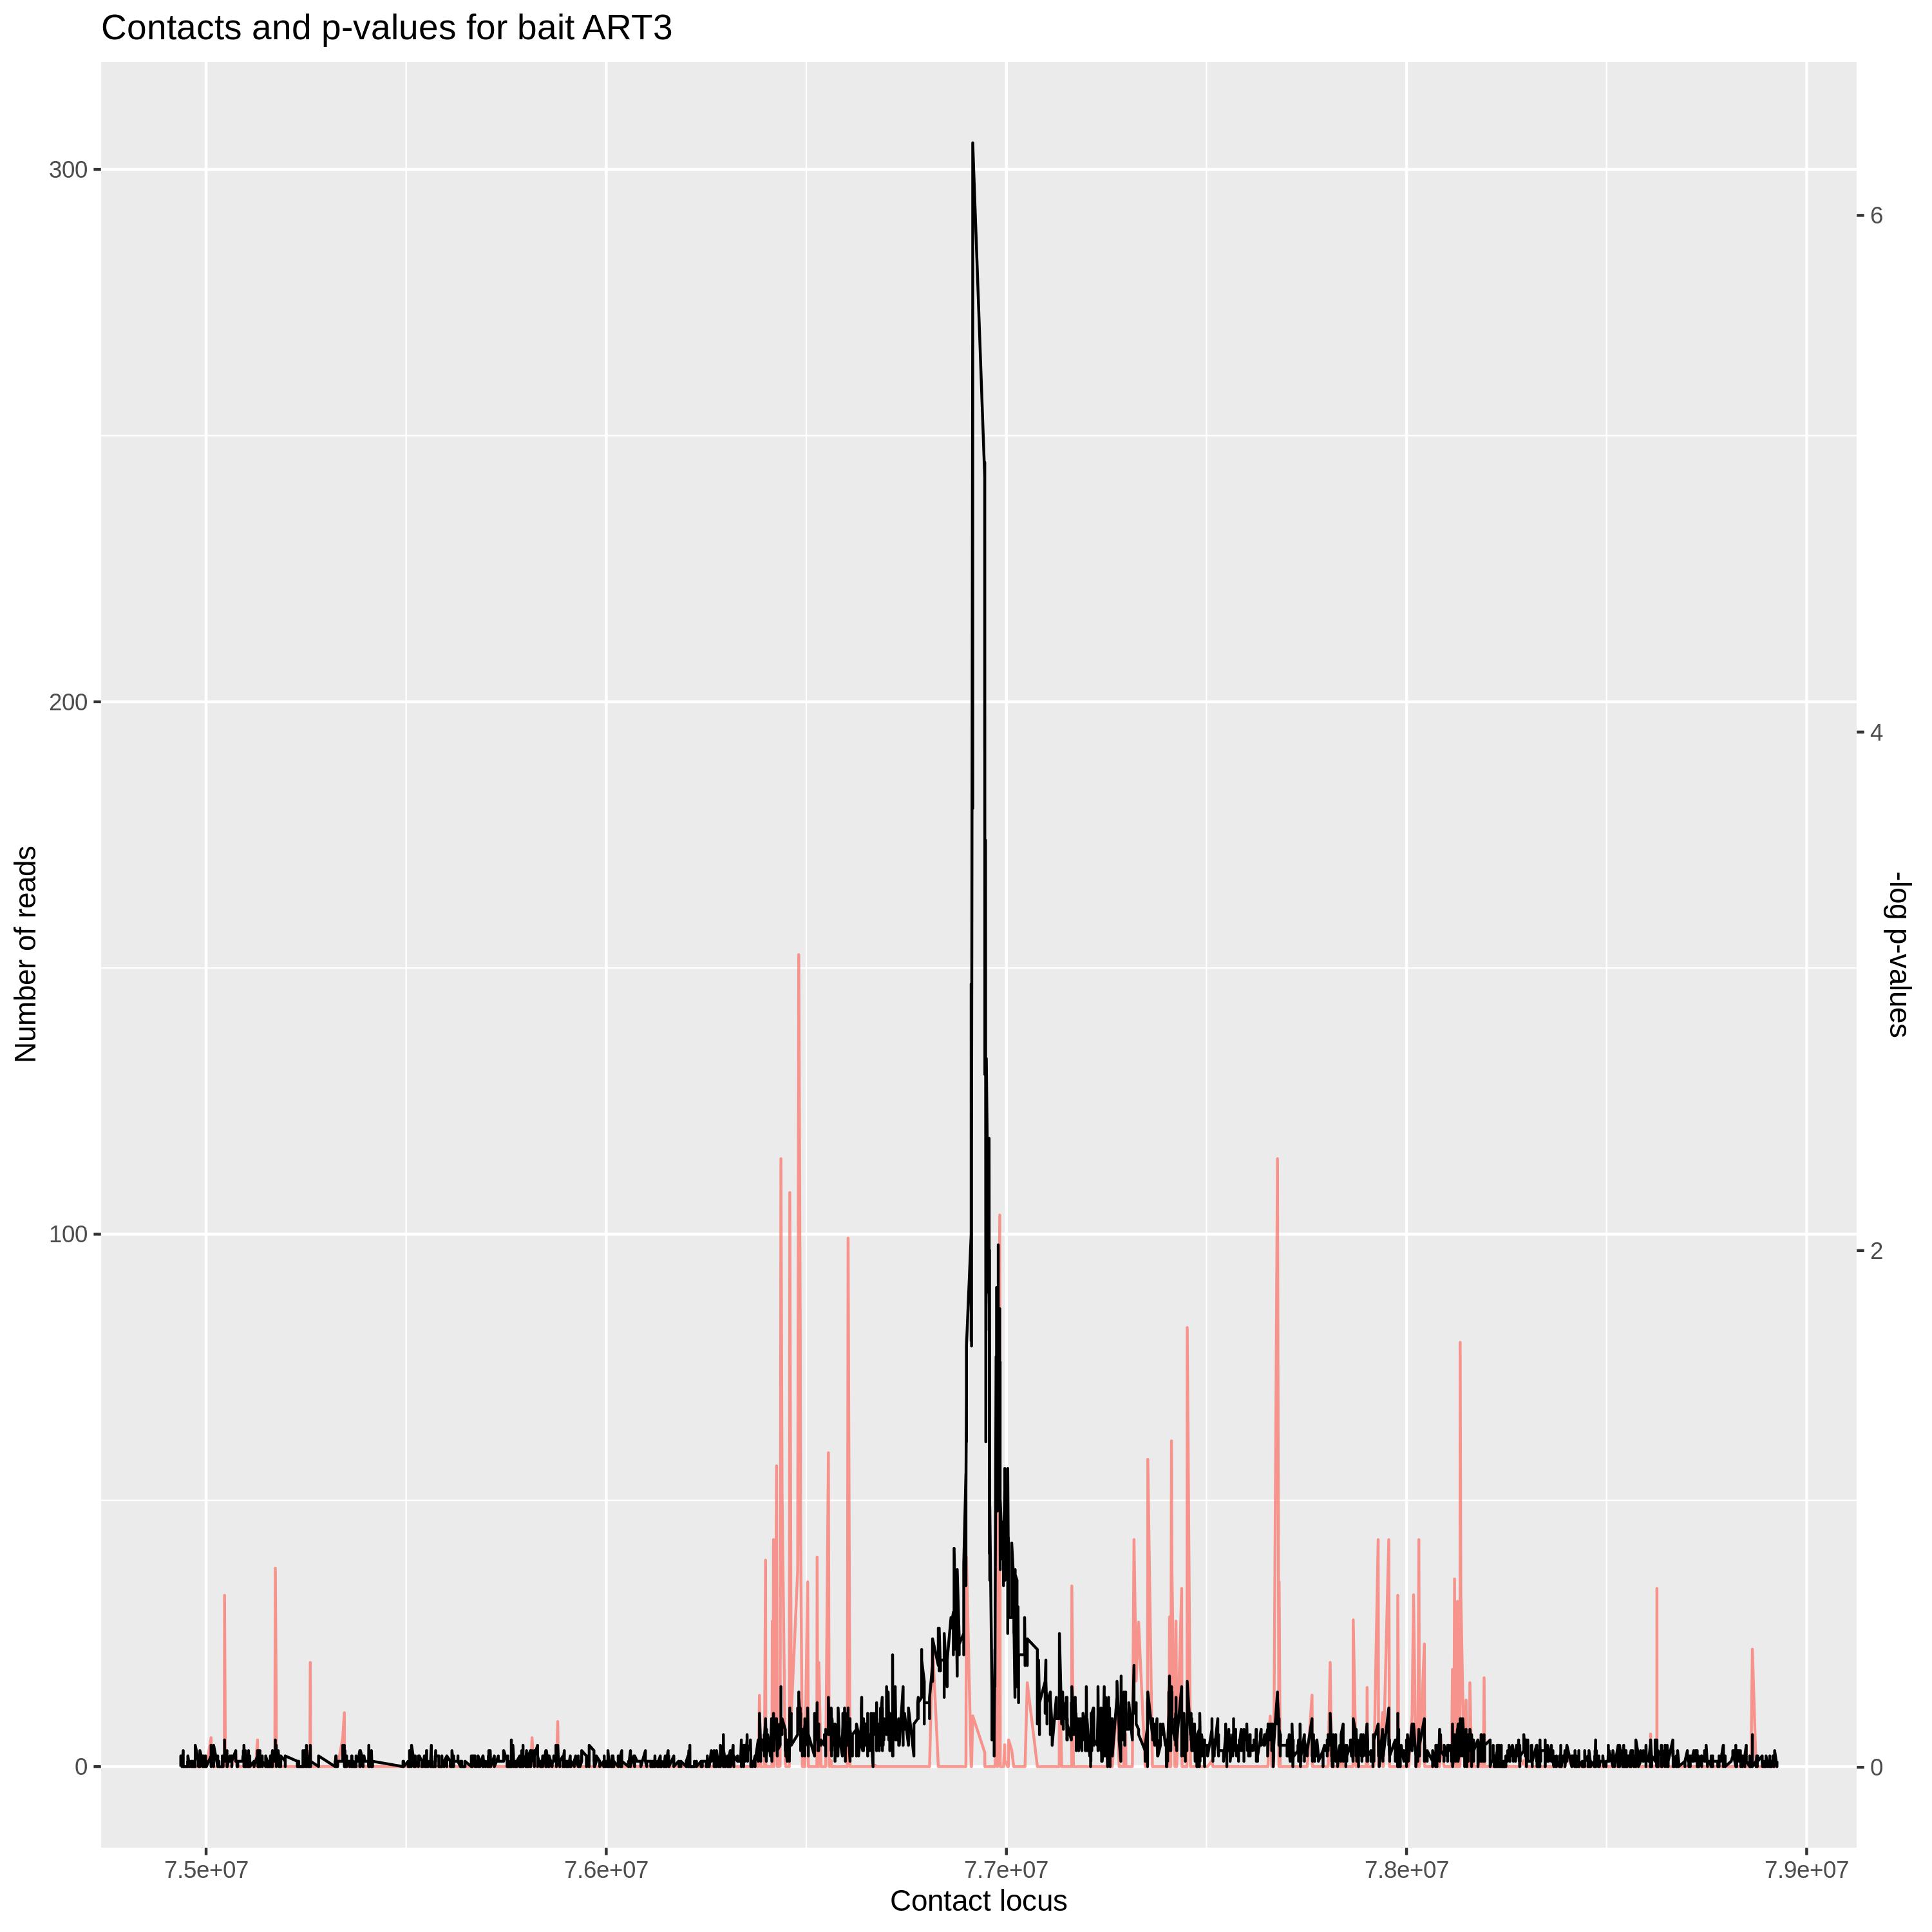 Contacts and p-values for bait ART3
300
200
100
0
6
4
2
0
Number of reads
-log p-values
7.5e+07
7.6e+07
7.7e+07
7.8e+07
7.9e+07
Contact locus